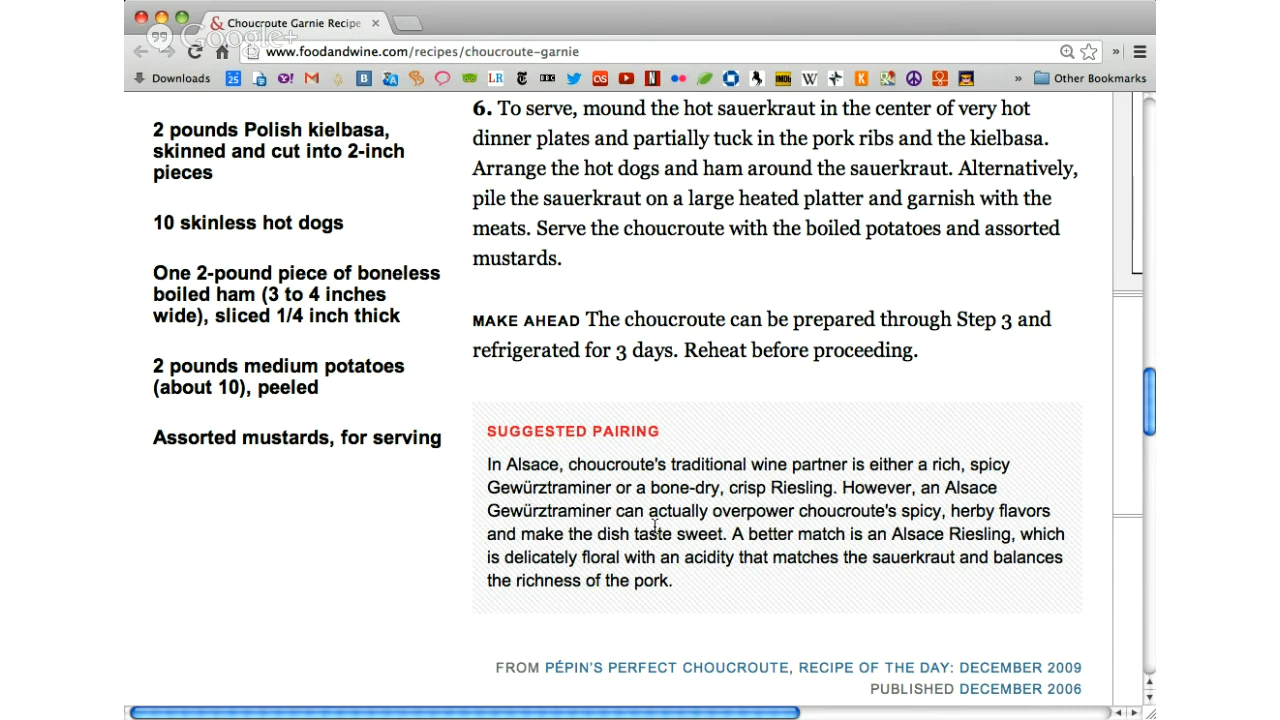 Choucroute Garnie Recipe
Google+
www.foodandwine.com/recipes/choucroute-garnie
Downloads
Other Bookmarks
2 pounds Polish kielbasa,
skinned and cut into 2-inch
pieces
10 skinless hot dogs
One 2-pound piece of boneless
boiled ham (3 to 4 inches
wide), sliced 1/4 inch thick
2 pounds medium potatoes
(about 10), peeled
Assorted mustards, for serving
6. To serve, mound the hot sauerkraut in the center of very hot
dinner plates and partially tuck in the pork ribs and the kielbasa.
Arrange the hot dogs and ham around the sauerkraut. Alternatively,
pile the sauerkraut on a large heated platter and garnish with the
meats. Serve the choucroute with the boiled potatoes and assorted
mustards.
MAKE AHEAD The choucroute can be prepared through Step 3 and
refrigerated for 3 days. Reheat before proceeding.
SUGGESTED PAIRING
In Alsace, choucroute's traditional wine partner is either a rich, spicy
Gewürztraminer or a bone-dry, crisp Riesling. However, an Alsace
Gewürztraminer can actually overpower choucroute's spicy, herby flavors
and make the dish taste sweet. A better match is an Alsace Riesling, which
is delicately floral with an acidity that matches the sauerkraut and balances
the richness of the pork.
FROM PÉPIN'S PERFECT CHOUCROUTE, RECIPE OF THE DAY: DECEMBER 2009
PUBLISHED DECEMBER 2006